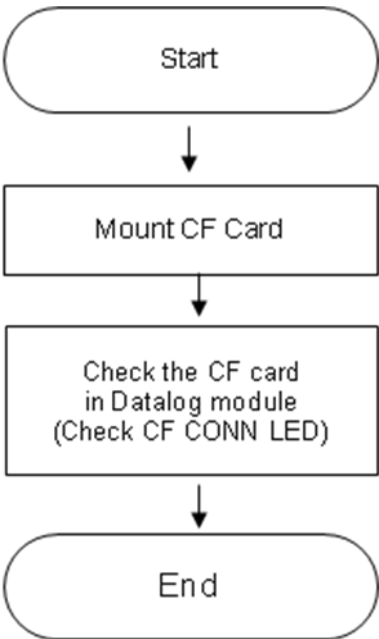 Start
Mount CF Card
Check the CF card
in Datalog module
(Check CF CONN LED)
End